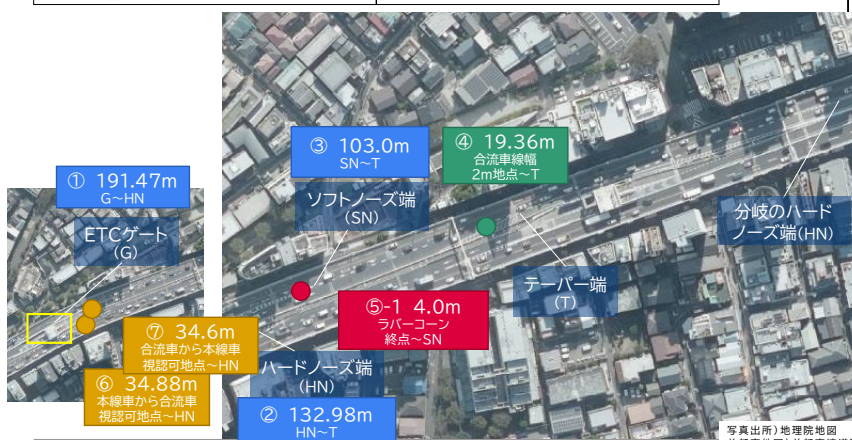 ① 191.47m
G~HN
ETCゲート
(G)
③ 103.0m
SN~T
ソフトノーズ端
(SN)
④ 19.36m
合流車線幅
2m地点~T
分岐のハード
ノーズ端(HN)
テーパー端
(T)
⑤-1 4.0m
ラバーコーン
終点~SN
⑦ 34.6m
合流車から本線車
視認可地点~HN
ハードノーズ端
(HN)
⑥ 34.88m
本線車から合流車
視認可地点~HN
② 132.98m
HN~T
写真出所)地理院地図